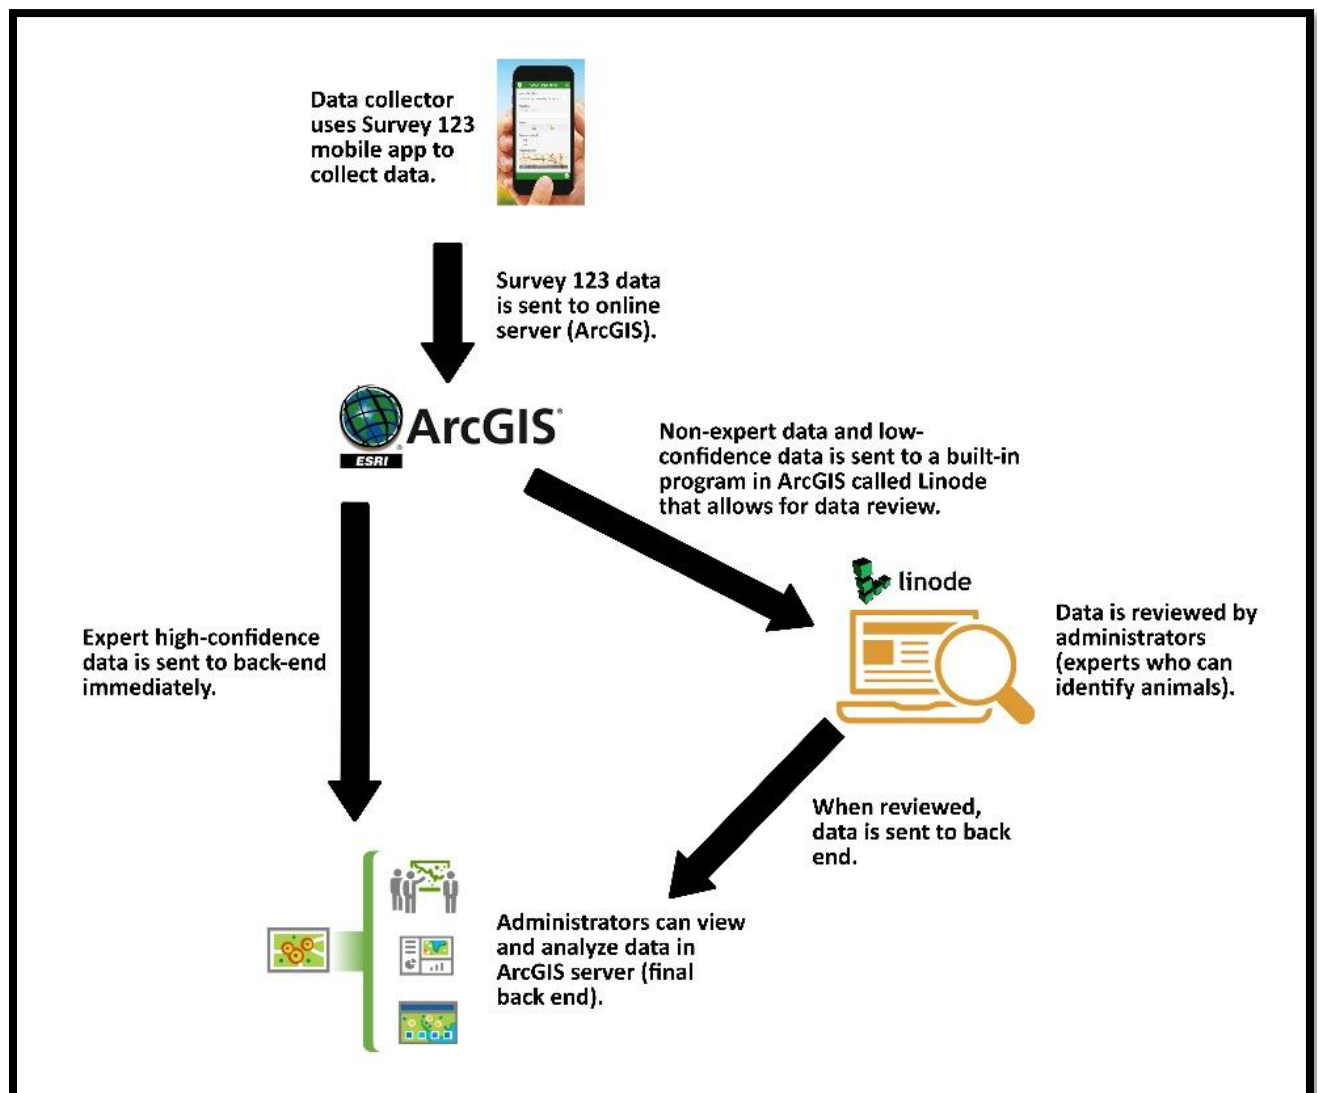 Data collector
uses Survey 123
mobile app to
collect data.
Survey 123 data
is sent to online
server (ArcGIS).
ArcGIS
ESRI
Non-expert data and low-
confidence data is sent to a built-in
program in ArcGIS called Linode
that allows for data review.
linode
Data is reviewed by
administrators
(experts who can
identify animals).
Expert high-confidence
data is sent to back-end
immediately.
When reviewed,
data is sent to back
end.
Administrators can view
and analyze data in
ArcGIS server (final
back end).